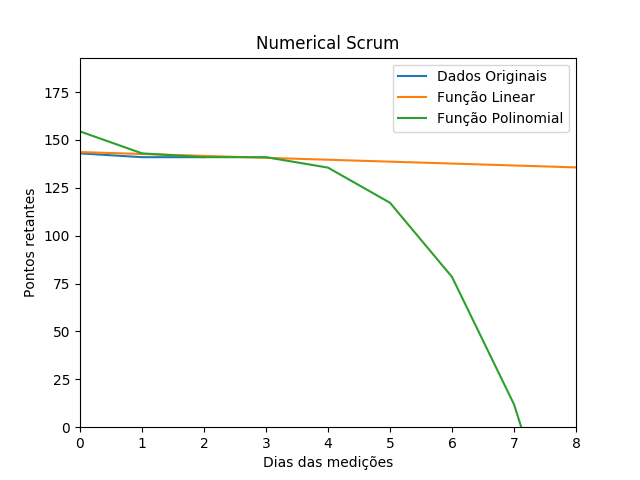 Numerical Scrum
Dados Originais
Função Linear
Função Polinomial
Pontos retantes
175
150
125
100
75
50
25
0
0 1 2 3 4 5 6 7 8
Dias das medições